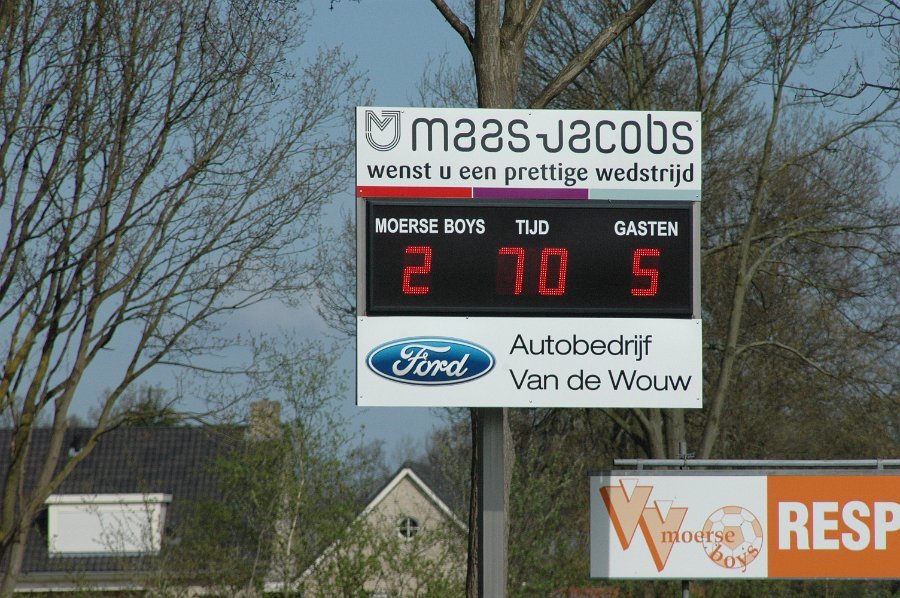 maas-Jacobs
wenst u een prettige wedstrijd
MOERSE BOYS TIJD GASTEN
2 70 5
Ford Autobedrijf
Van de Wouw
VV moerse boys
RESP